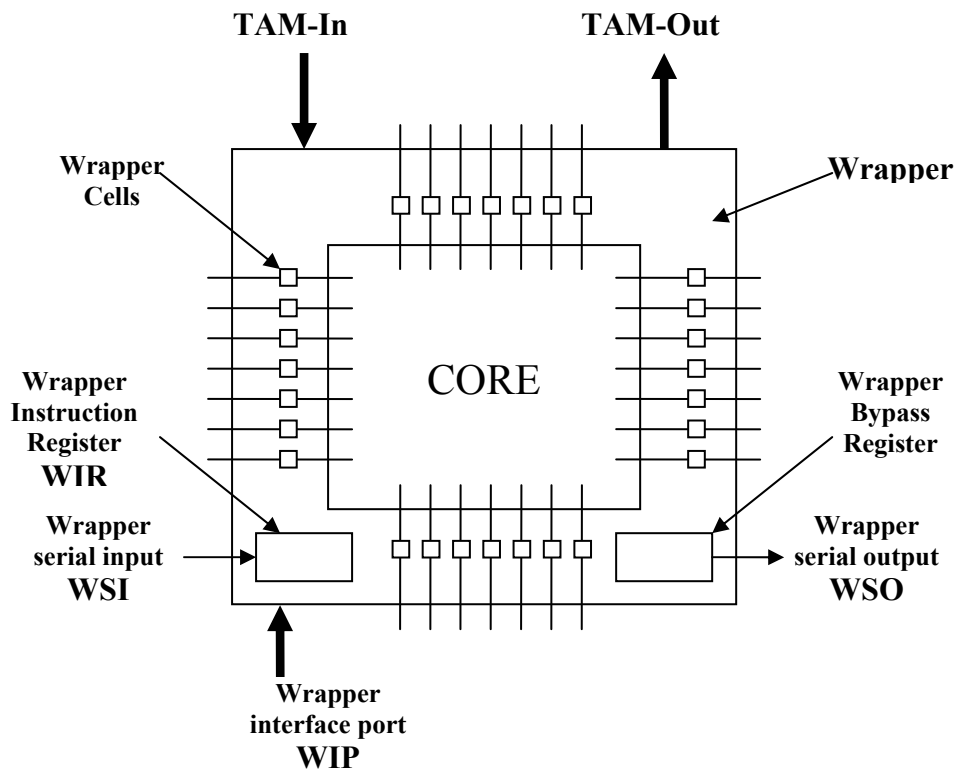 TAM-In
TAM-Out
Wrapper
Cells
Wrapper
CORE
Wrapper
Instruction
Register
WIR
Wrapper
Bypass
Register
Wrapper
serial input
WSI
Wrapper
serial output
WSO
Wrapper
interface port
WIP